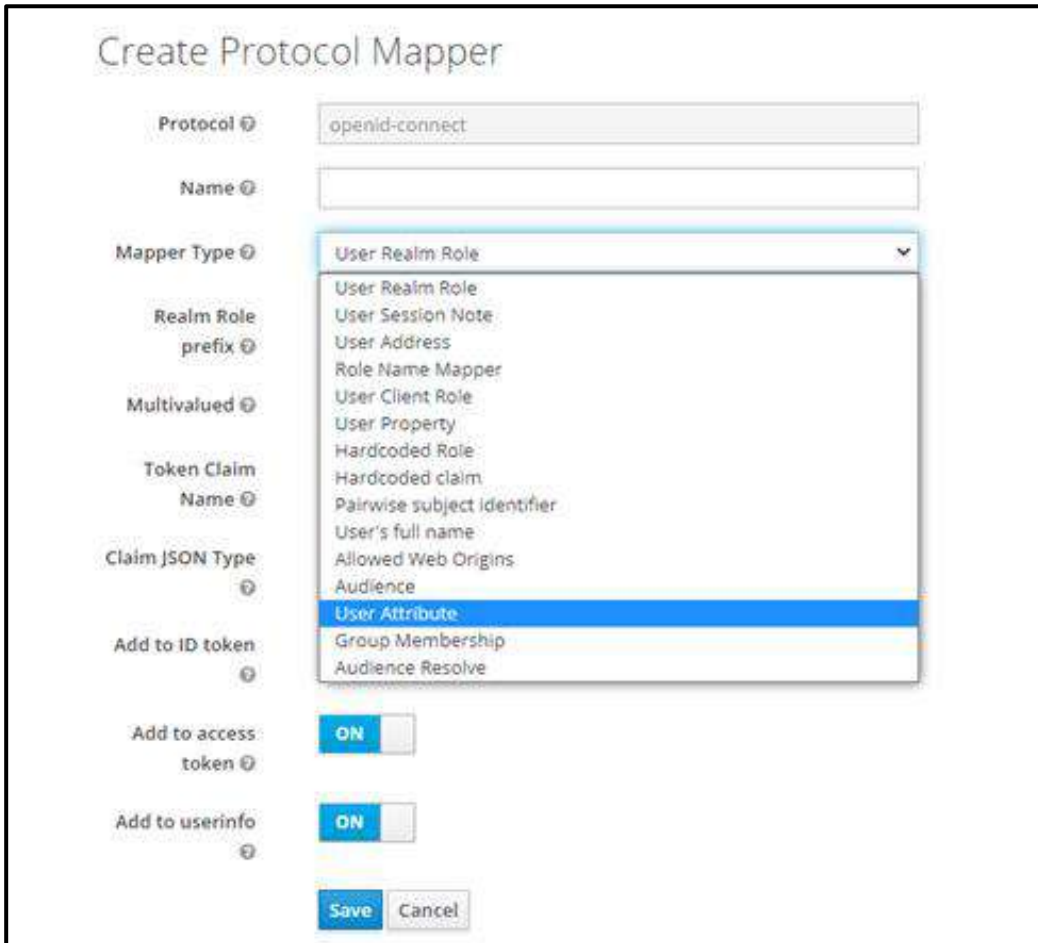 Create Protocol Mapper
Protocol
openid-connect
Name
Mapper Type
User Realm Role
User Realm Role
User Session Note
User Address
Role Name Mapper
User Client Role
User Property
Hardcoded Role
Hardcoded claim
Pairwise subject identifier
User's full name
Allowed Web Origins
Audience
User Attribute
Group Membership
Audience Resolve
Realm Role
prefix
Multivalued
Token Claim
Name
Claim JSON Type
Add to ID token
Add to access
token
ON
Add to userinfo
ON
Save Cancel